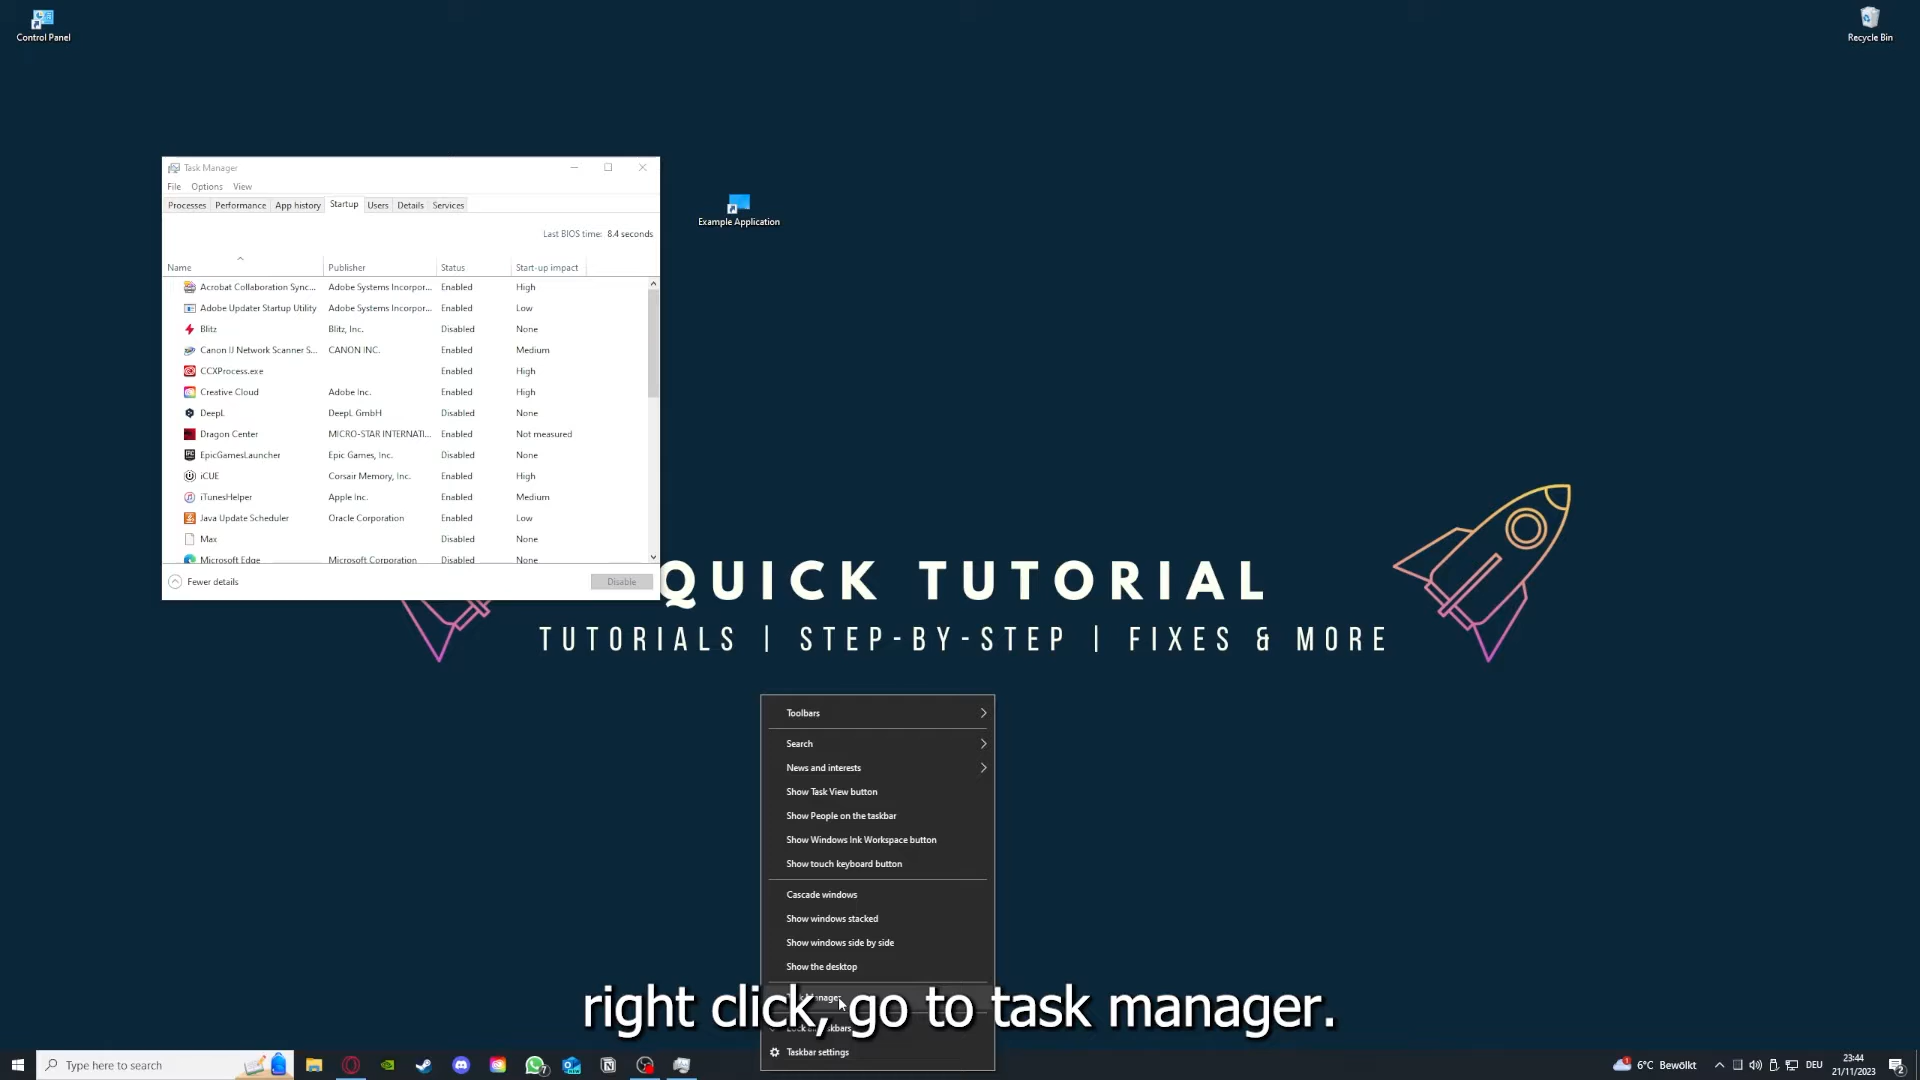 Control Panel
Recycle Bin
Task Manager
File Options View
Processes Performance App history Startup Users Details Services
Last BIOS time: 8.4 seconds
Name Publisher Status Start-up impact
Acrobat Collaboration Sync... Adobe Systems Incorpor... Enabled High
Adobe Updater Startup Utility Adobe Systems Incorpor... Enabled Low
Blitz Blitz, Inc. Disabled None
Canon IJ Network Scanner S... CANON INC. Enabled Medium
CCXProcess.exe Enabled High
Creative Cloud Adobe Inc. Enabled High
DeepL DeepL GmbH Disabled None
Dragon Center MICRO-STAR INTERNATI... Enabled Not measured
EpicGamesLauncher Epic Games, Inc. Disabled None
iCUE Corsair Memory, Inc. Enabled High
iTunesHelper Apple Inc. Enabled Medium
Java Update Scheduler Oracle Corporation Enabled Low
Max Disabled None
Microsoft Edge Microsoft Corporation Disabled None
Fewer details Disable
Example Application
QUICK TUTORIAL
TUTORIALS | STEP-BY-STEP | FIXES & MORE
Toolbars
Search
News and interests
Show Task View button
Show People on the taskbar
Show Windows Ink Workspace button
Show touch keyboard button
Cascade windows
Show windows stacked
Show windows side by side
Show the desktop
Manager
right click, go to task manager.
Taskbar settings
Type here to search
7
1
6°C Bewölkt
DEU
23:44
21/11/2023
2